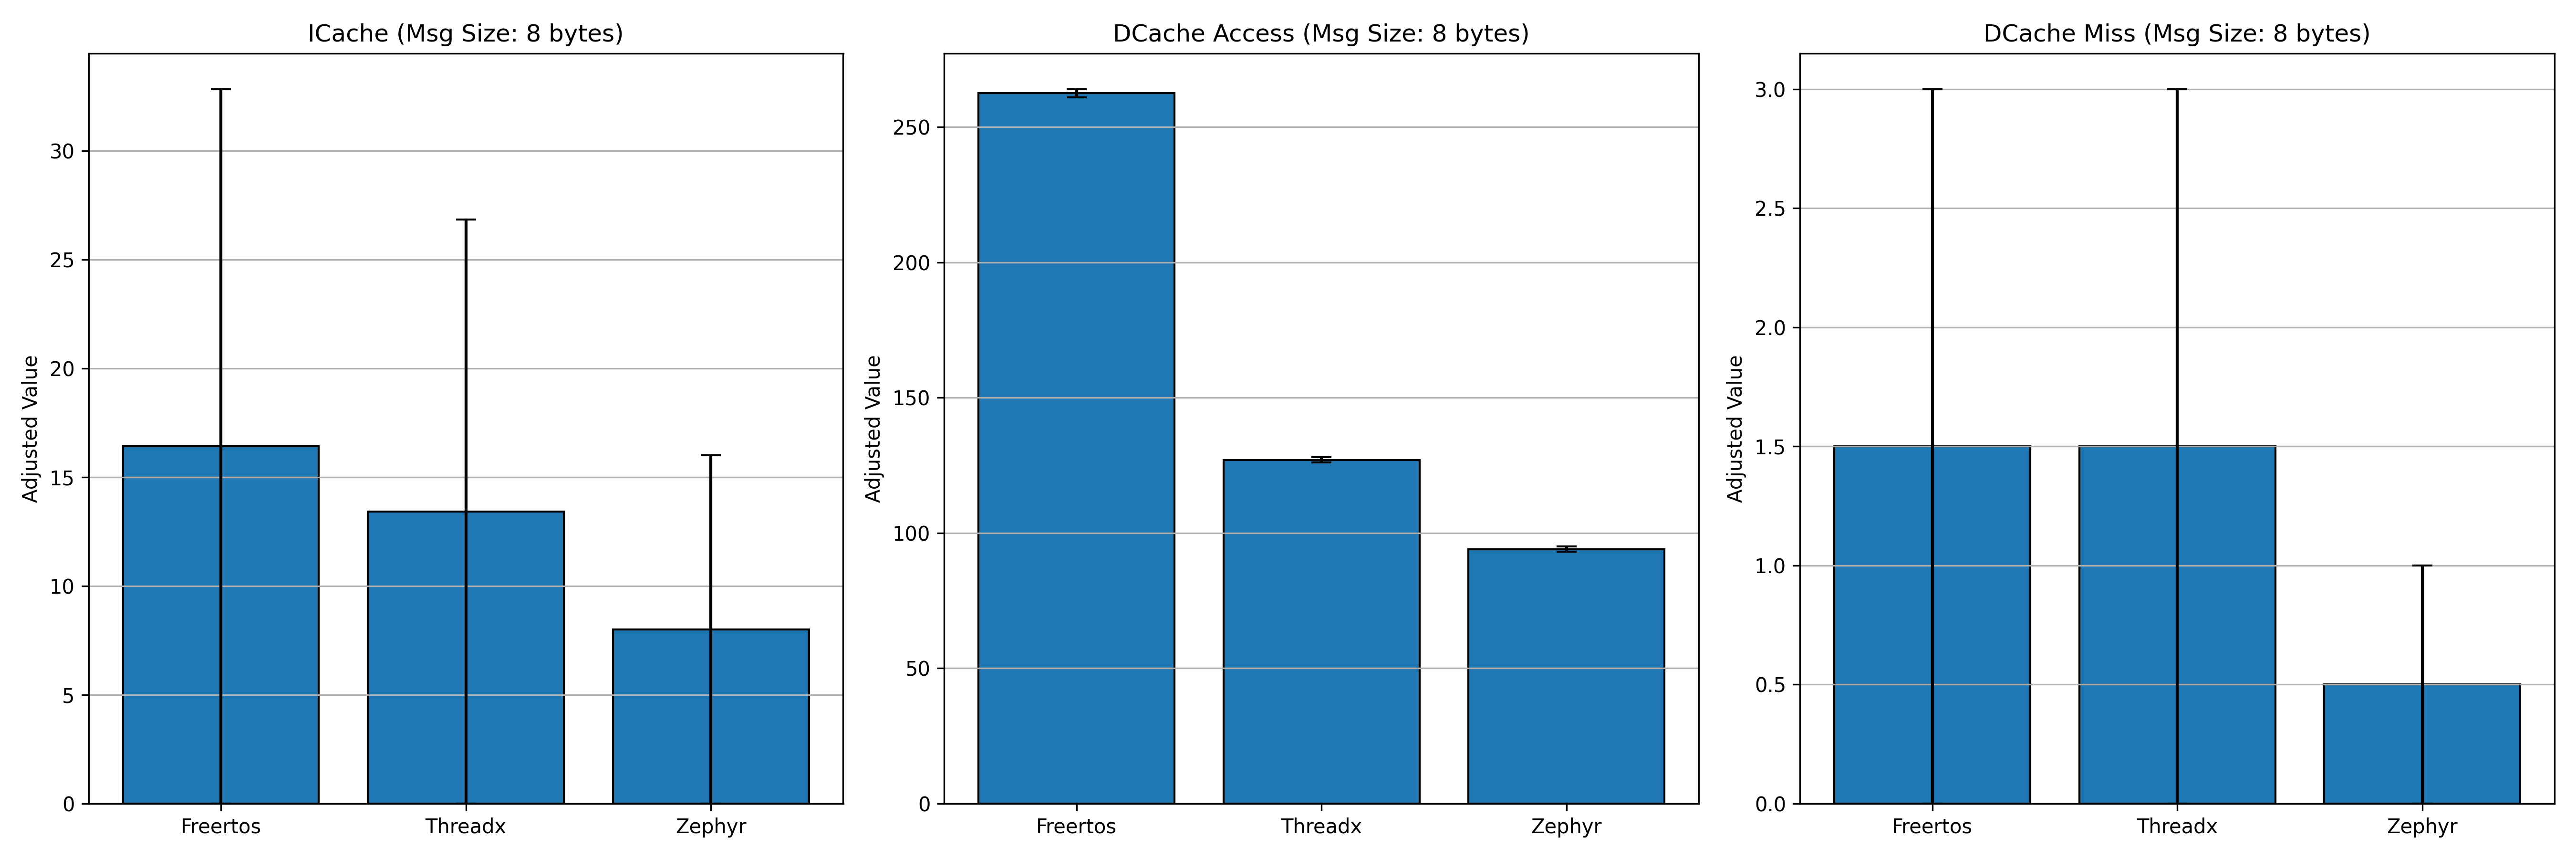 ICache (Msg Size: 8 bytes)
Adjusted Value
30
25
20
15
10
5
0
Freertos
Threadx
Zephyr
DCache Access (Msg Size: 8 bytes)
Adjusted Value
250
200
150
100
50
0
Freertos
Threadx
Zephyr
DCache Miss (Msg Size: 8 bytes)
Adjusted Value
3.0
2.5
2.0
1.5
1.0
0.5
0.0
Freertos
Threadx
Zephyr